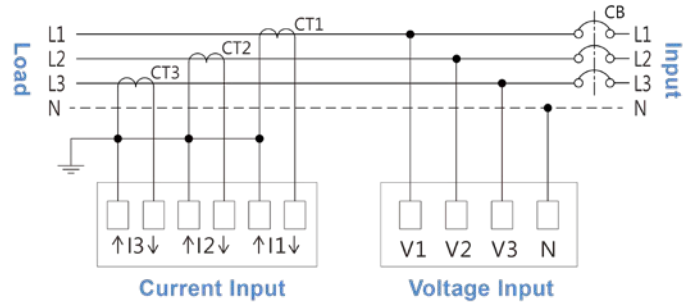 CT1
CB
L1
L1
CT2
L2
L2
CT3
L3
L3
N
N
Load
Input
↑I3↓ ↑I2↓ ↑I1↓
V1 V2 V3 N
Current Input
Voltage Input